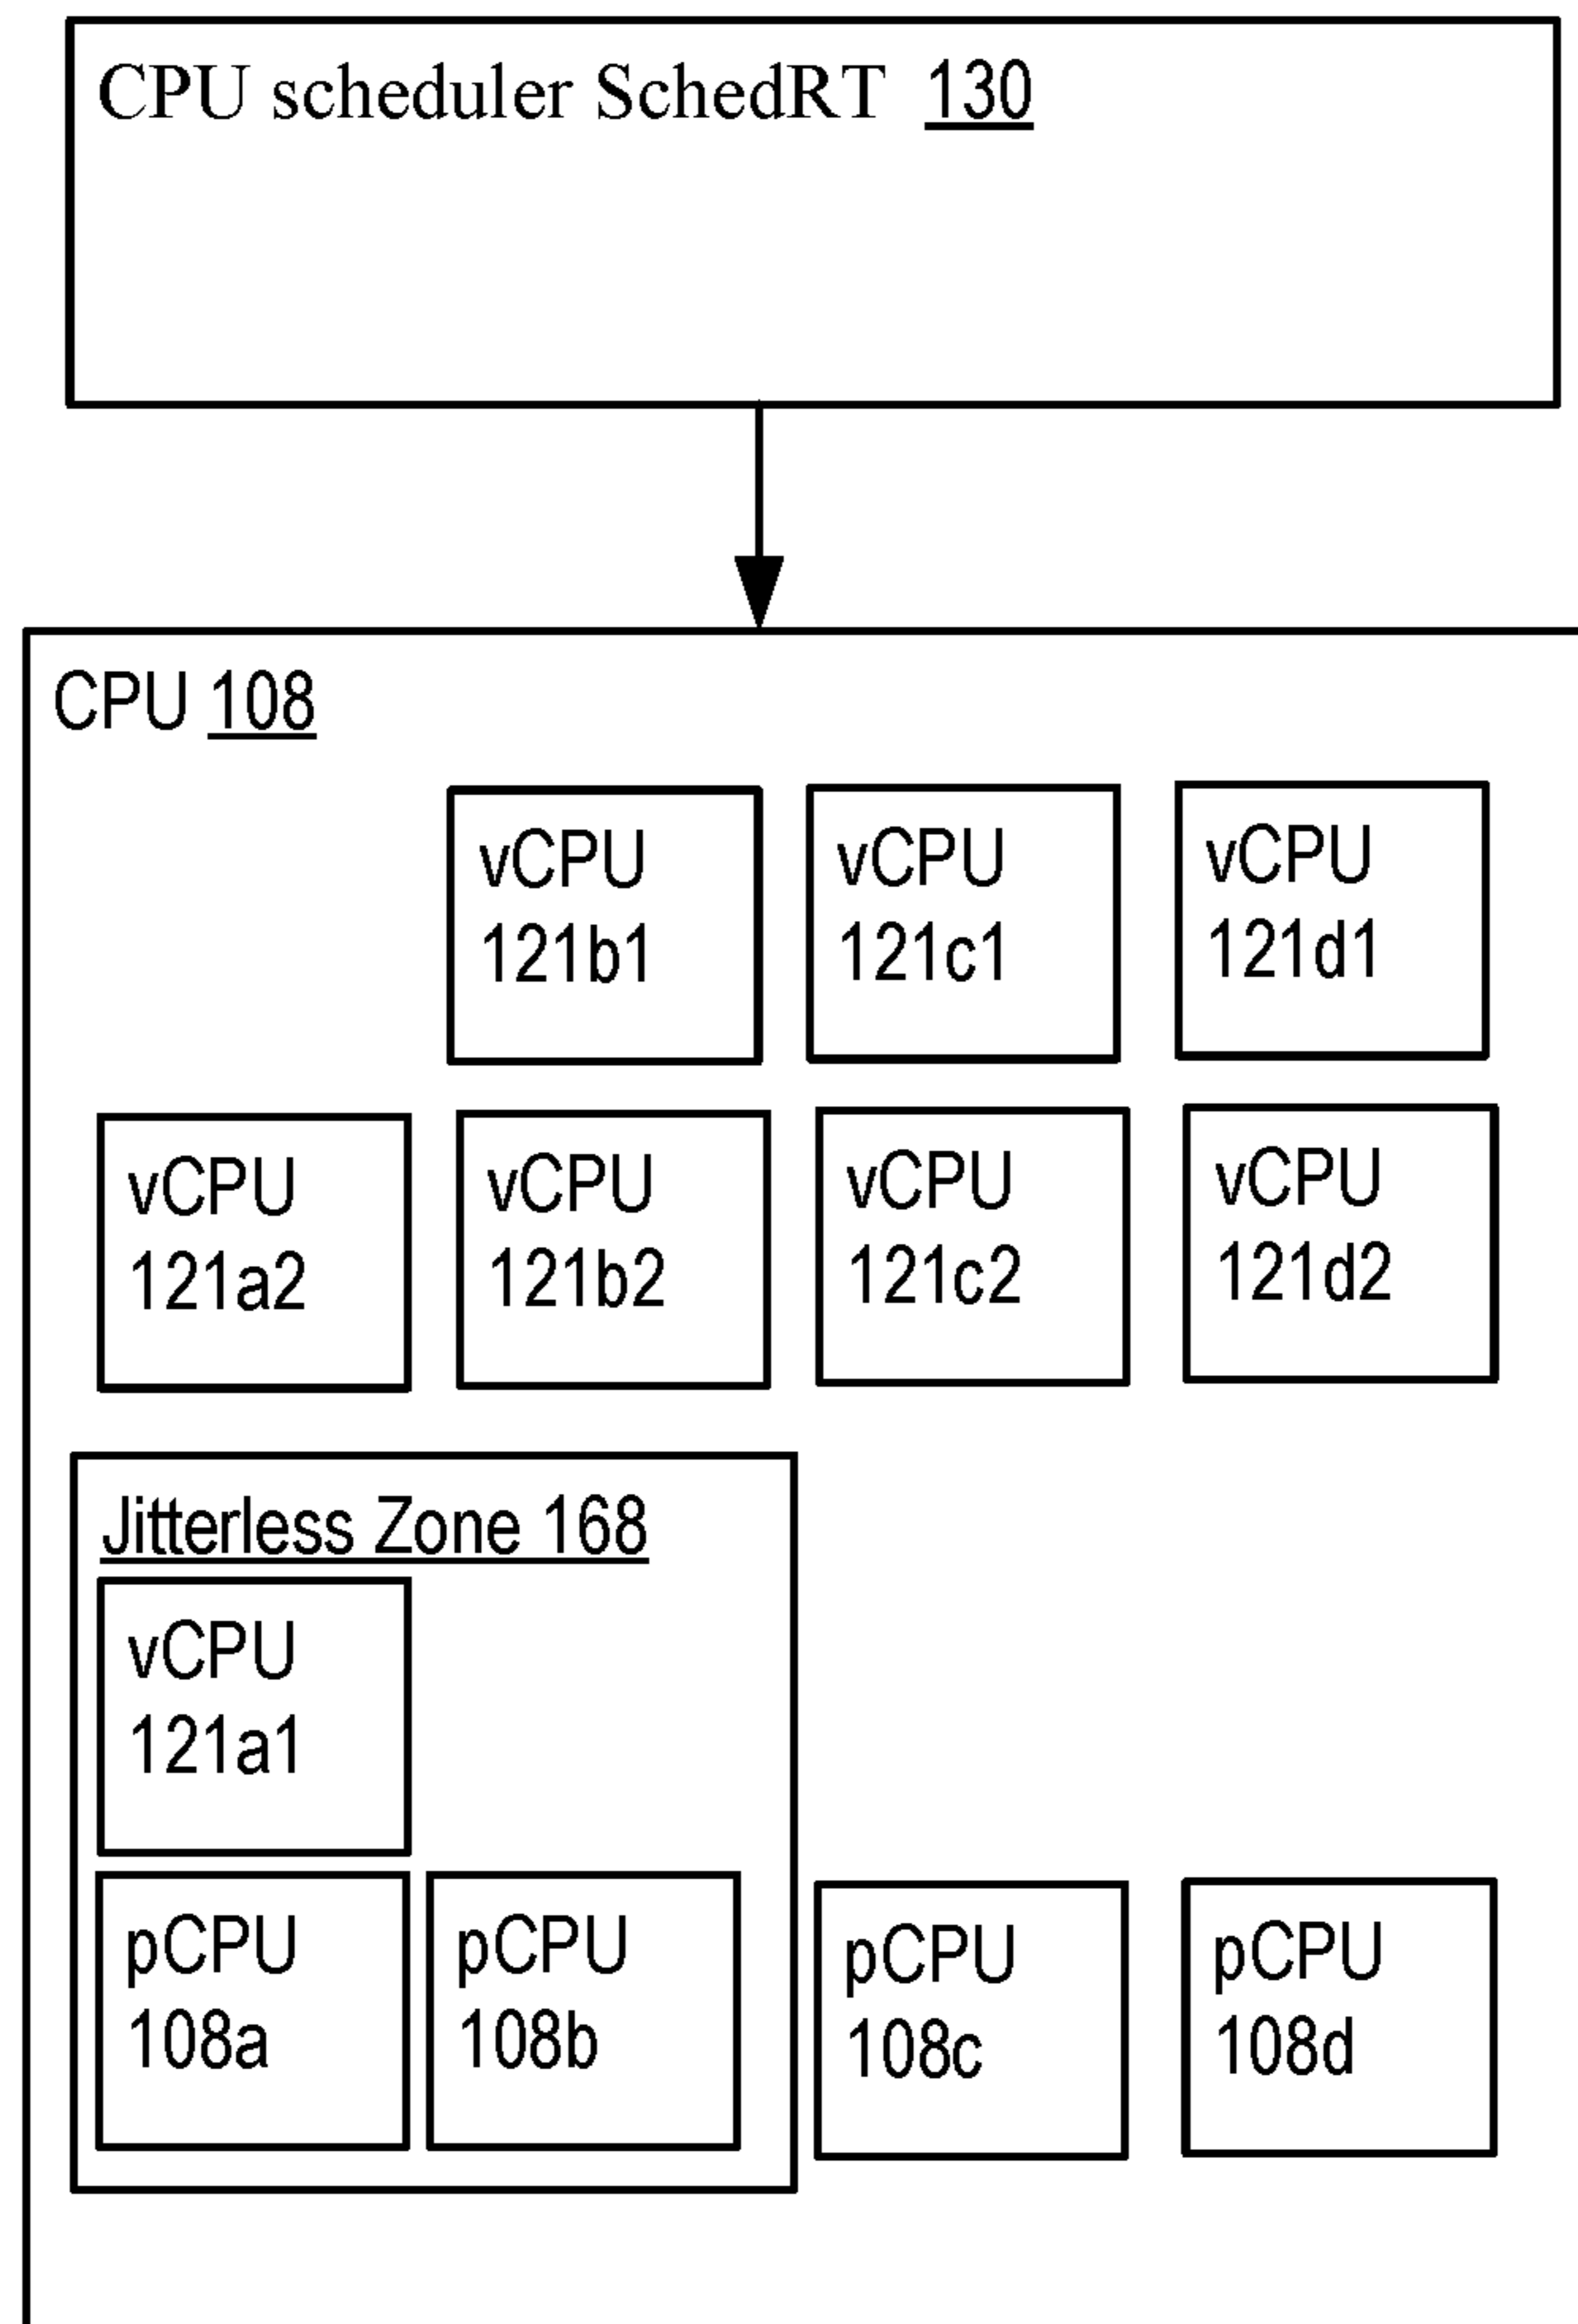 CPU scheduler SchedRT 130
CPU 108
vCPU
121b1
vCPU
121c1
vCPU
121d1
vCPU
121a2
vCPU
121b2
vCPU
121c2
vCPU
121d2
Jitterless Zone 168
vCPU
121a1
pCPU
108a
pCPU
108b
pCPU
108c
pCPU
108d